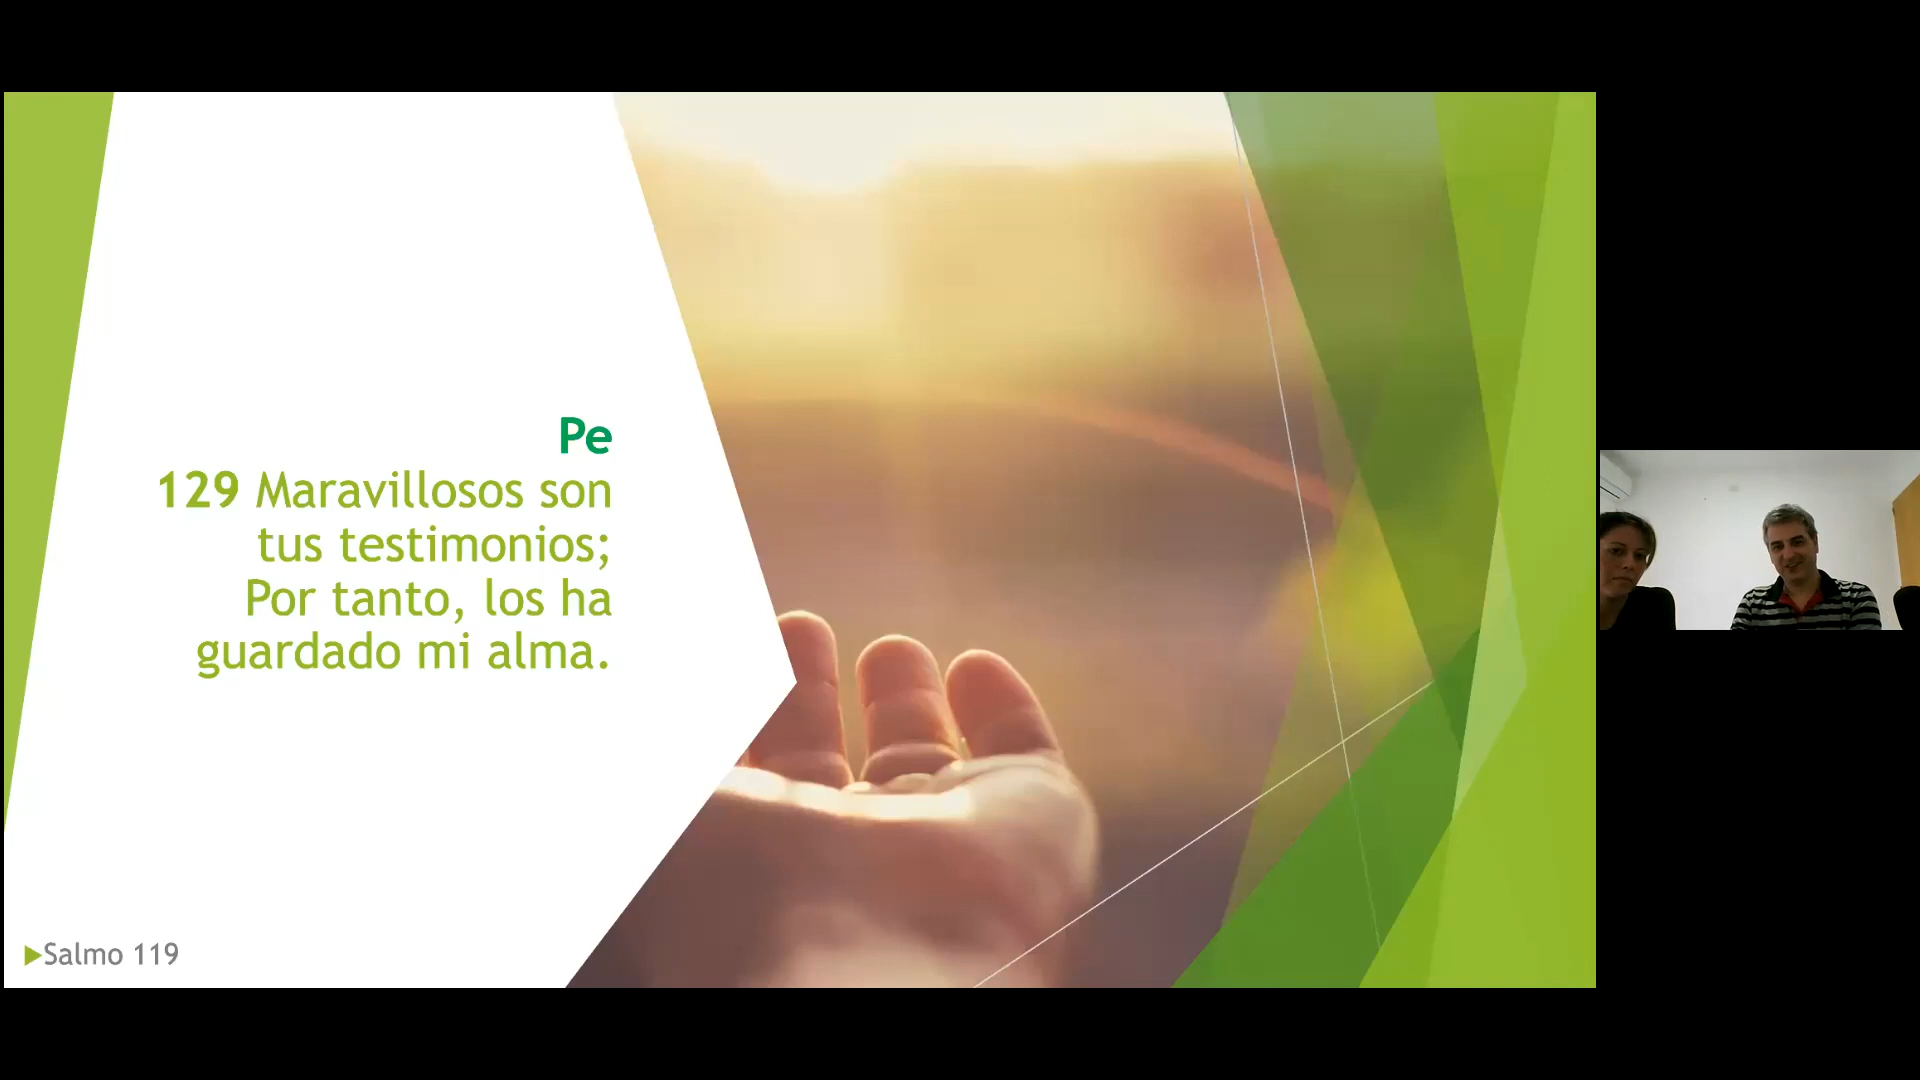 Pe
129 Maravillosos son
tus testimonios;
Por tanto, los ha
guardado mi alma.
Salmo 119